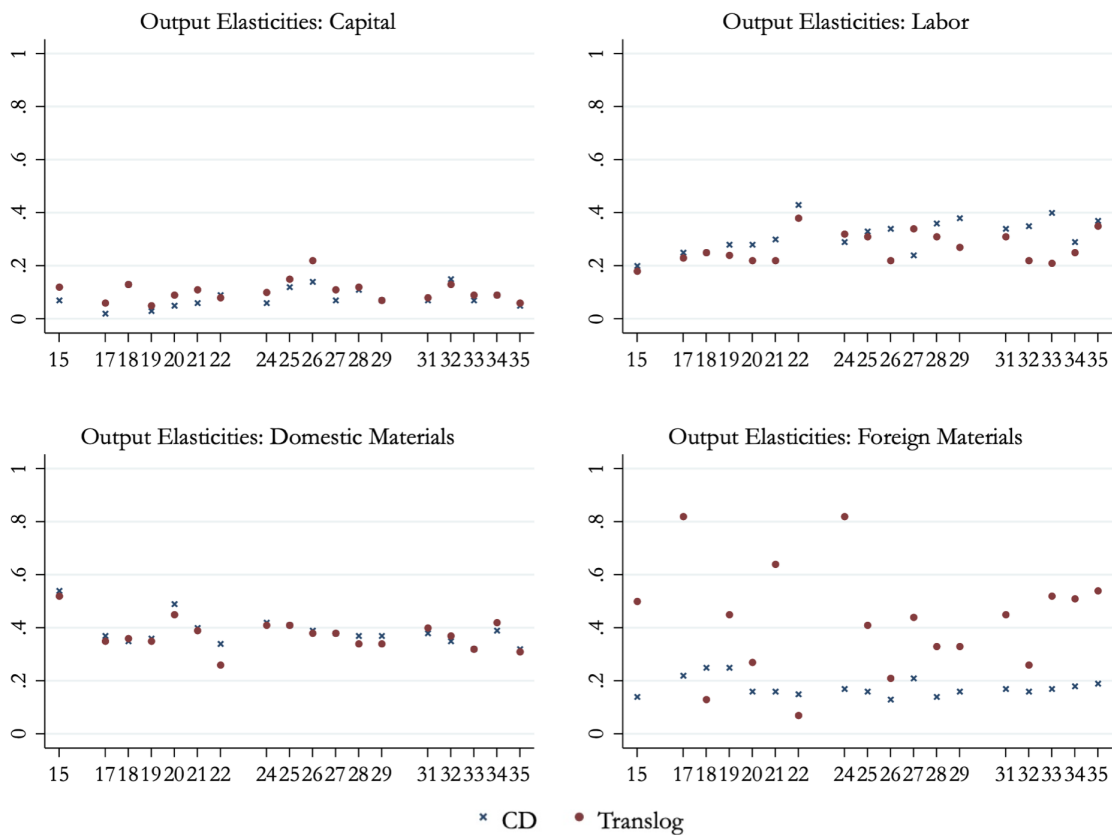 Output Elasticities: Capital
1
.8
.6
.4
.2
0
15 17 18 19 20 21 22 24 25 26 27 28 29 31 32 33 34 35
Output Elasticities: Labor
1
.8
.6
.4
.2
0
15 17 18 19 20 21 22 24 25 26 27 28 29 31 32 33 34 35
Output Elasticities: Domestic Materials
1
.8
.6
.4
.2
0
15 17 18 19 20 21 22 24 25 26 27 28 29 31 32 33 34 35
Output Elasticities: Foreign Materials
1
.8
.6
.4
.2
0
15 17 18 19 20 21 22 24 25 26 27 28 29 31 32 33 34 35
CD Translog